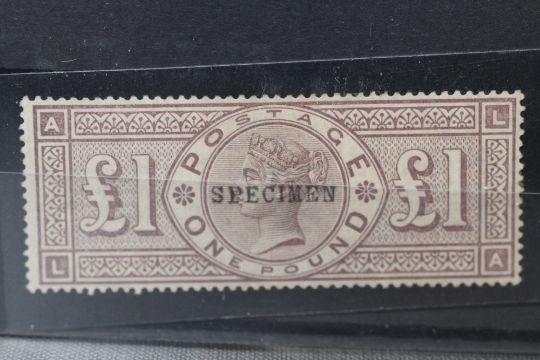 A L
POSTAGE
£1 SPECIMEN £1
ONE POUND
L A